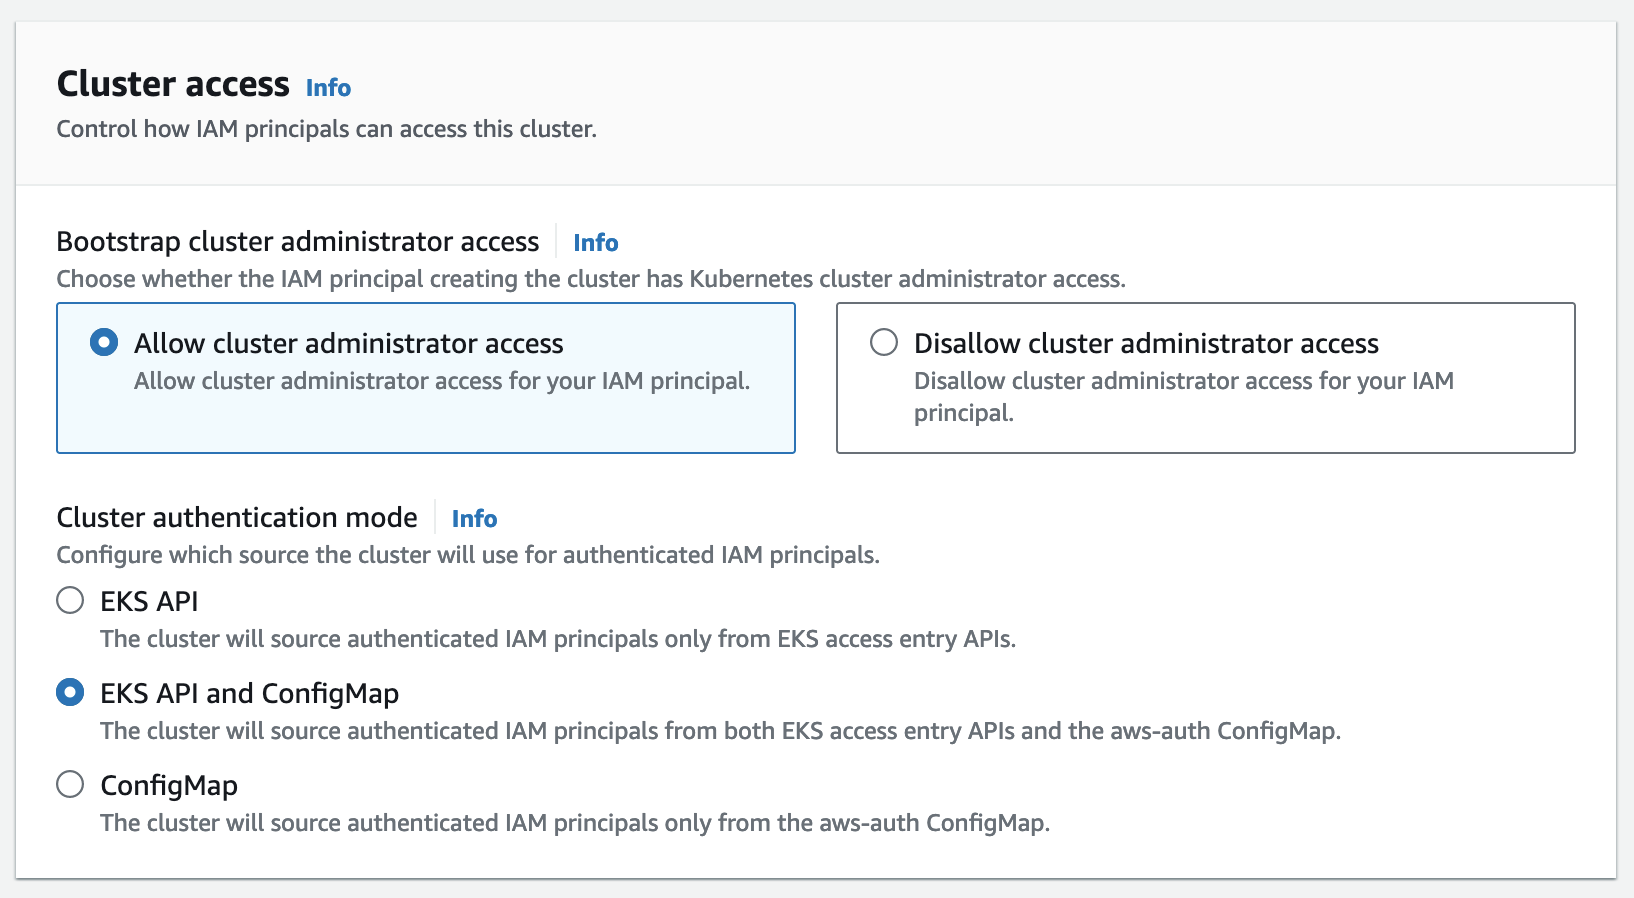 Cluster access Info
Control how IAM principals can access this cluster.
Bootstrap cluster administrator access Info
Choose whether the IAM principal creating the cluster has Kubernetes cluster administrator access.
Allow cluster administrator access
Allow cluster administrator access for your IAM principal.
Disallow cluster administrator access
Disallow cluster administrator access for your IAM
principal.
Cluster authentication mode Info
Configure which source the cluster will use for authenticated IAM principals.
EKS API
The cluster will source authenticated IAM principals only from EKS access entry APIs.
EKS API and ConfigMap
The cluster will source authenticated IAM principals from both EKS access entry APIs and the aws-auth ConfigMap.
ConfigMap
The cluster will source authenticated IAM principals only from the aws-auth ConfigMap.